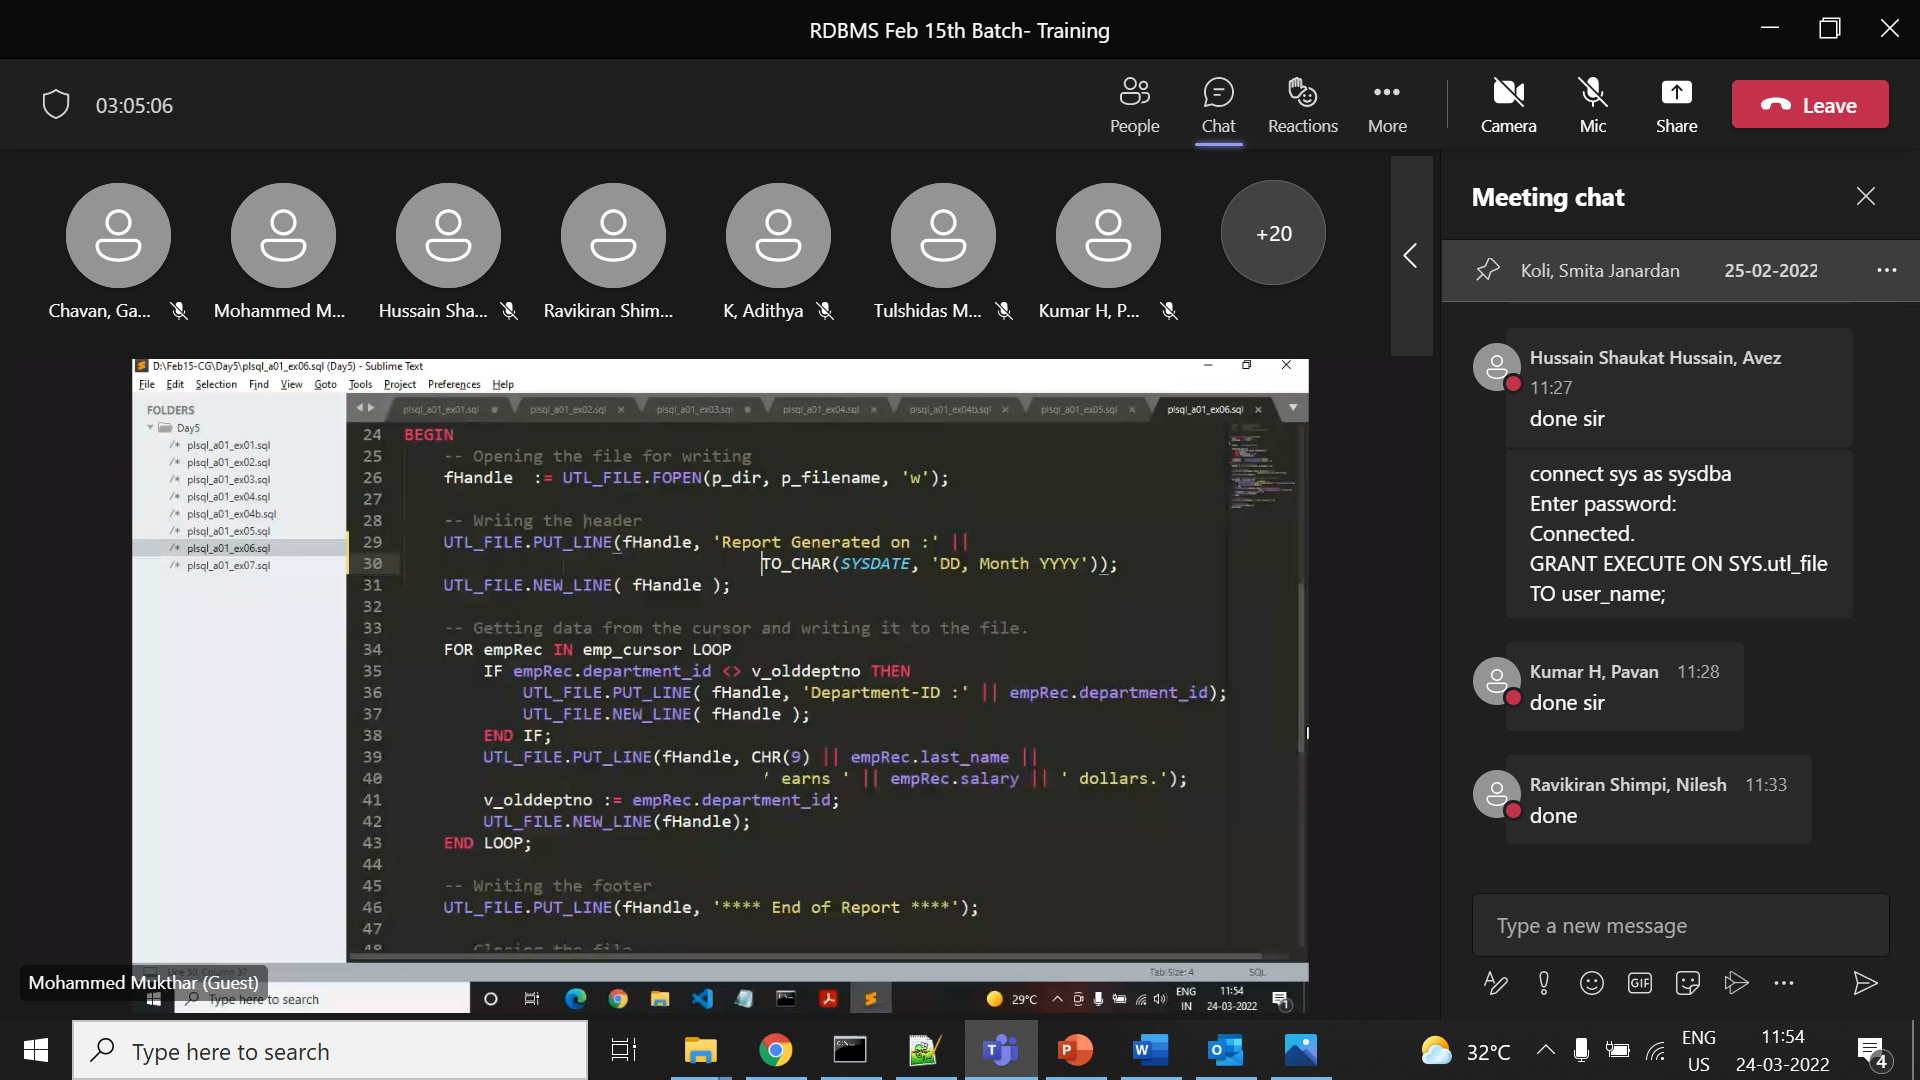 RDBMS Feb 15th Batch- Training
03:05:06
People
Chat
Reactions
More
Camera
Mic
Share
Leave
+20
Chavan, Ga...
Mohammed M...
Hussain Sha...
Ravikiran Shim...
K, Adithya
Tulshidas M...
Kumar H, P...
D:\Feb15-CG\Day5\plsql_a01_ex06.sql (Day5) - Sublime Text
File Edit Selection Find View Goto Tools Project Preferences Help
FOLDERS
Day5
/* plsql_a01_ex01.sql
/* plsql_a01_ex02.sql
/* plsql_a01_ex03.sql
/* plsql_a01_ex04.sql
/* plsql_a01_ex04b.sql
/* plsql_a01_ex05.sql
/* plsql_a01_ex06.sql
/* plsql_a01_ex07.sql
plsql_a01_ex01.sql
plsql_a01_ex02.sql
plsql_a01_ex03.sql
plsql_a01_ex04.sql
plsql_a01_ex04b.sql
plsql_a01_ex05.sql
plsql_a01_ex06.sql
24 BEGIN
25 -- Opening the file for writing
26 fHandle := UTL_FILE.FOPEN(p_dir, p_filename, 'w');
27
28 -- Wriing the header
29 UTL_FILE.PUT_LINE(fHandle, 'Report Generated on :' ||
30 TO_CHAR(SYSDATE, 'DD, Month YYYY'));
31 UTL_FILE.NEW_LINE( fHandle );
32
33 -- Getting data from the cursor and writing it to the file.
34 FOR empRec IN emp_cursor LOOP
35 IF empRec.department_id <> v_olddeptno THEN
36 UTL_FILE.PUT_LINE( fHandle, 'Department-ID :' || empRec.department_id);
37 UTL_FILE.NEW_LINE( fHandle );
38 END IF;
39 UTL_FILE.PUT_LINE(fHandle, CHR(9) || empRec.last_name ||
40 ' earns ' || empRec.salary || ' dollars.');
41 v_olddeptno := empRec.department_id;
42 UTL_FILE.NEW_LINE(fHandle);
43 END LOOP;
44
45 -- Writing the footer
46 UTL_FILE.PUT_LINE(fHandle, '**** End of Report ****');
47
48 -- Closing the file
Line 30, Column 37
Tab Size: 4
SQL
Mohammed Mukthar (Guest)
Type here to search
29°C
ENG
IN
11:54
24-03-2022
1
Meeting chat
Koli, Smita Janardan 25-02-2022
Hussain Shaukat Hussain, Avez
11:27
done sir
connect sys as sysdba
Enter password:
Connected.
GRANT EXECUTE ON SYS.utl_file
TO user_name;
Kumar H, Pavan 11:28
done sir
Ravikiran Shimpi, Nilesh 11:33
done
Type a new message
GIF
Type here to search
32°C
ENG
US
11:54
24-03-2022
4